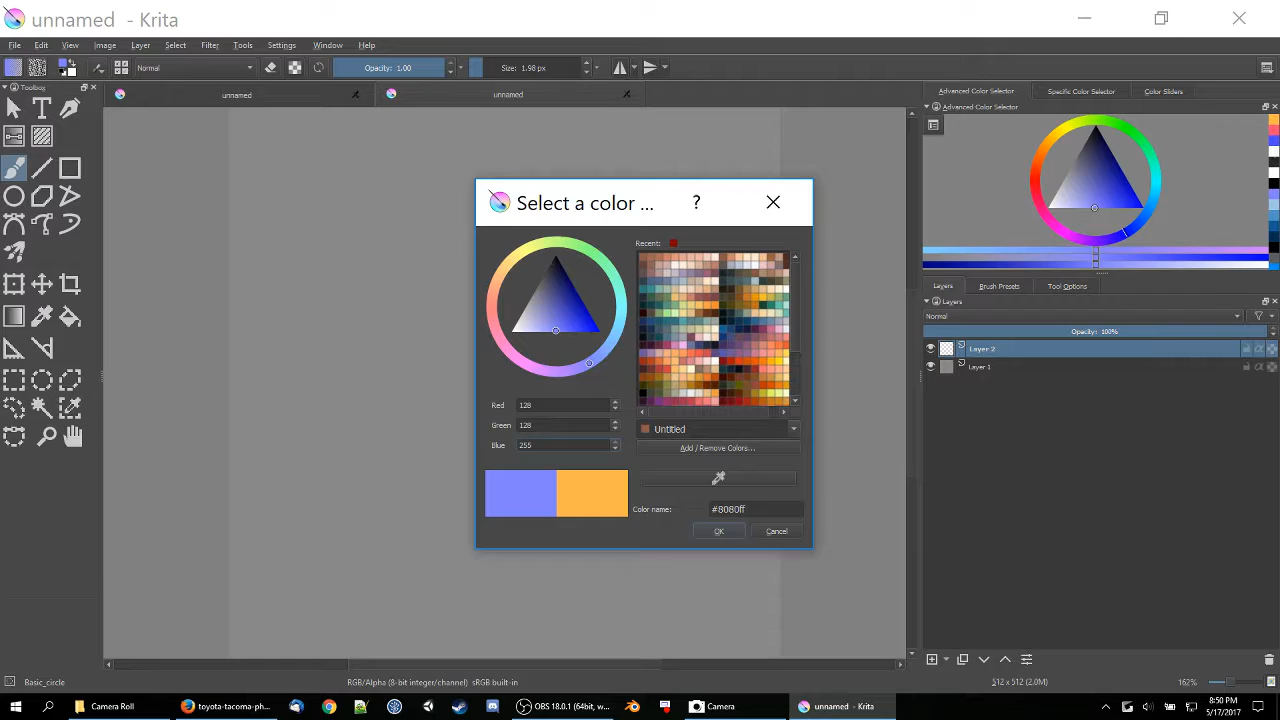 unnamed - Krita
File Edit View Image Layer Select Filter Tools Settings Window Help
Normal Opacity: 1.00 Size: 1.98 px
Toolbox
unnamed unnamed
Advanced Color Selector Specific Color Selector Color Sliders
Advanced Color Selector
Select a color ... ?
Recent:
Red 128
Green 128
Blue 255
Untitled
Add / Remove Colors...
Color name: #8080ff
OK Cancel
Layers Brush Presets Tool Options
Layers
Normal
Opacity: 100%
Layer 2
Layer 1
Basic_circle RGB/Alpha (8-bit integer/channel) sRGB built-in 512 x 512 (2.0M) 162%
Camera Roll toyota-tacoma-ph... OBS 18.0.1 (64bit, w... Camera unnamed - Krita
8:50 PM
5/17/2017